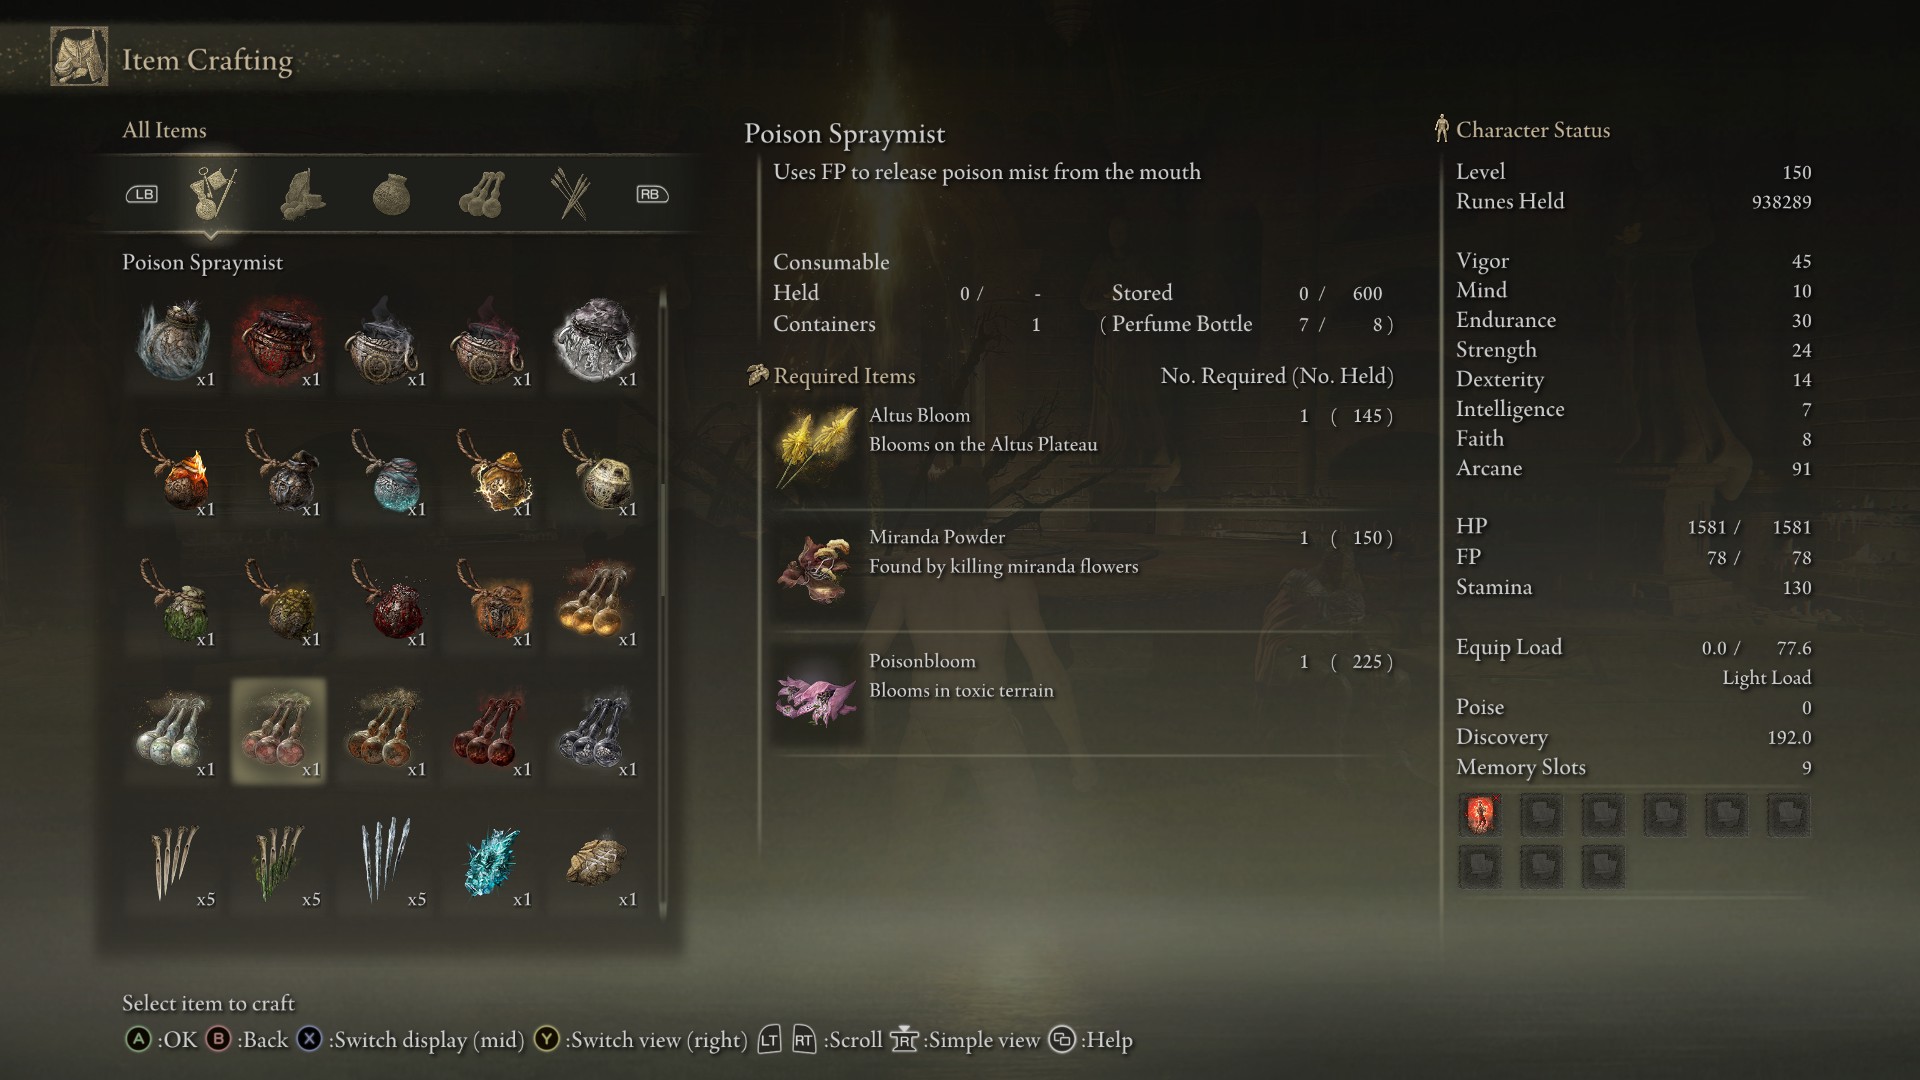 Item Crafting
All Items
LB
RB
Poison Spraymist
x1 x1 x1 x1 x1
x1 x1 x1 x1 x1
x1 x1 x1 x1 x1
x1 x1 x1 x1 x1
x5 x5 x5 x1 x1
Poison Spraymist
Uses FP to release poison mist from the mouth
Consumable
Held 0 / - Stored 0 / 600
Containers 1 ( Perfume Bottle 7 / 8 )
Required Items No. Required (No. Held)
Altus Bloom 1 ( 145 )
Blooms on the Altus Plateau
Miranda Powder 1 ( 150 )
Found by killing miranda flowers
Poisonbloom 1 ( 225 )
Blooms in toxic terrain
Character Status
Level 150
Runes Held 938289
Vigor 45
Mind 10
Endurance 30
Strength 24
Dexterity 14
Intelligence 7
Faith 8
Arcane 91
HP 1581 / 1581
FP 78 / 78
Stamina 130
Equip Load 0.0 / 77.6
Light Load
Poise 0
Discovery 192.0
Memory Slots 9
Select item to craft
A :OK B :Back X :Switch display (mid) Y :Switch view (right) LT RT :Scroll R :Simple view :Help